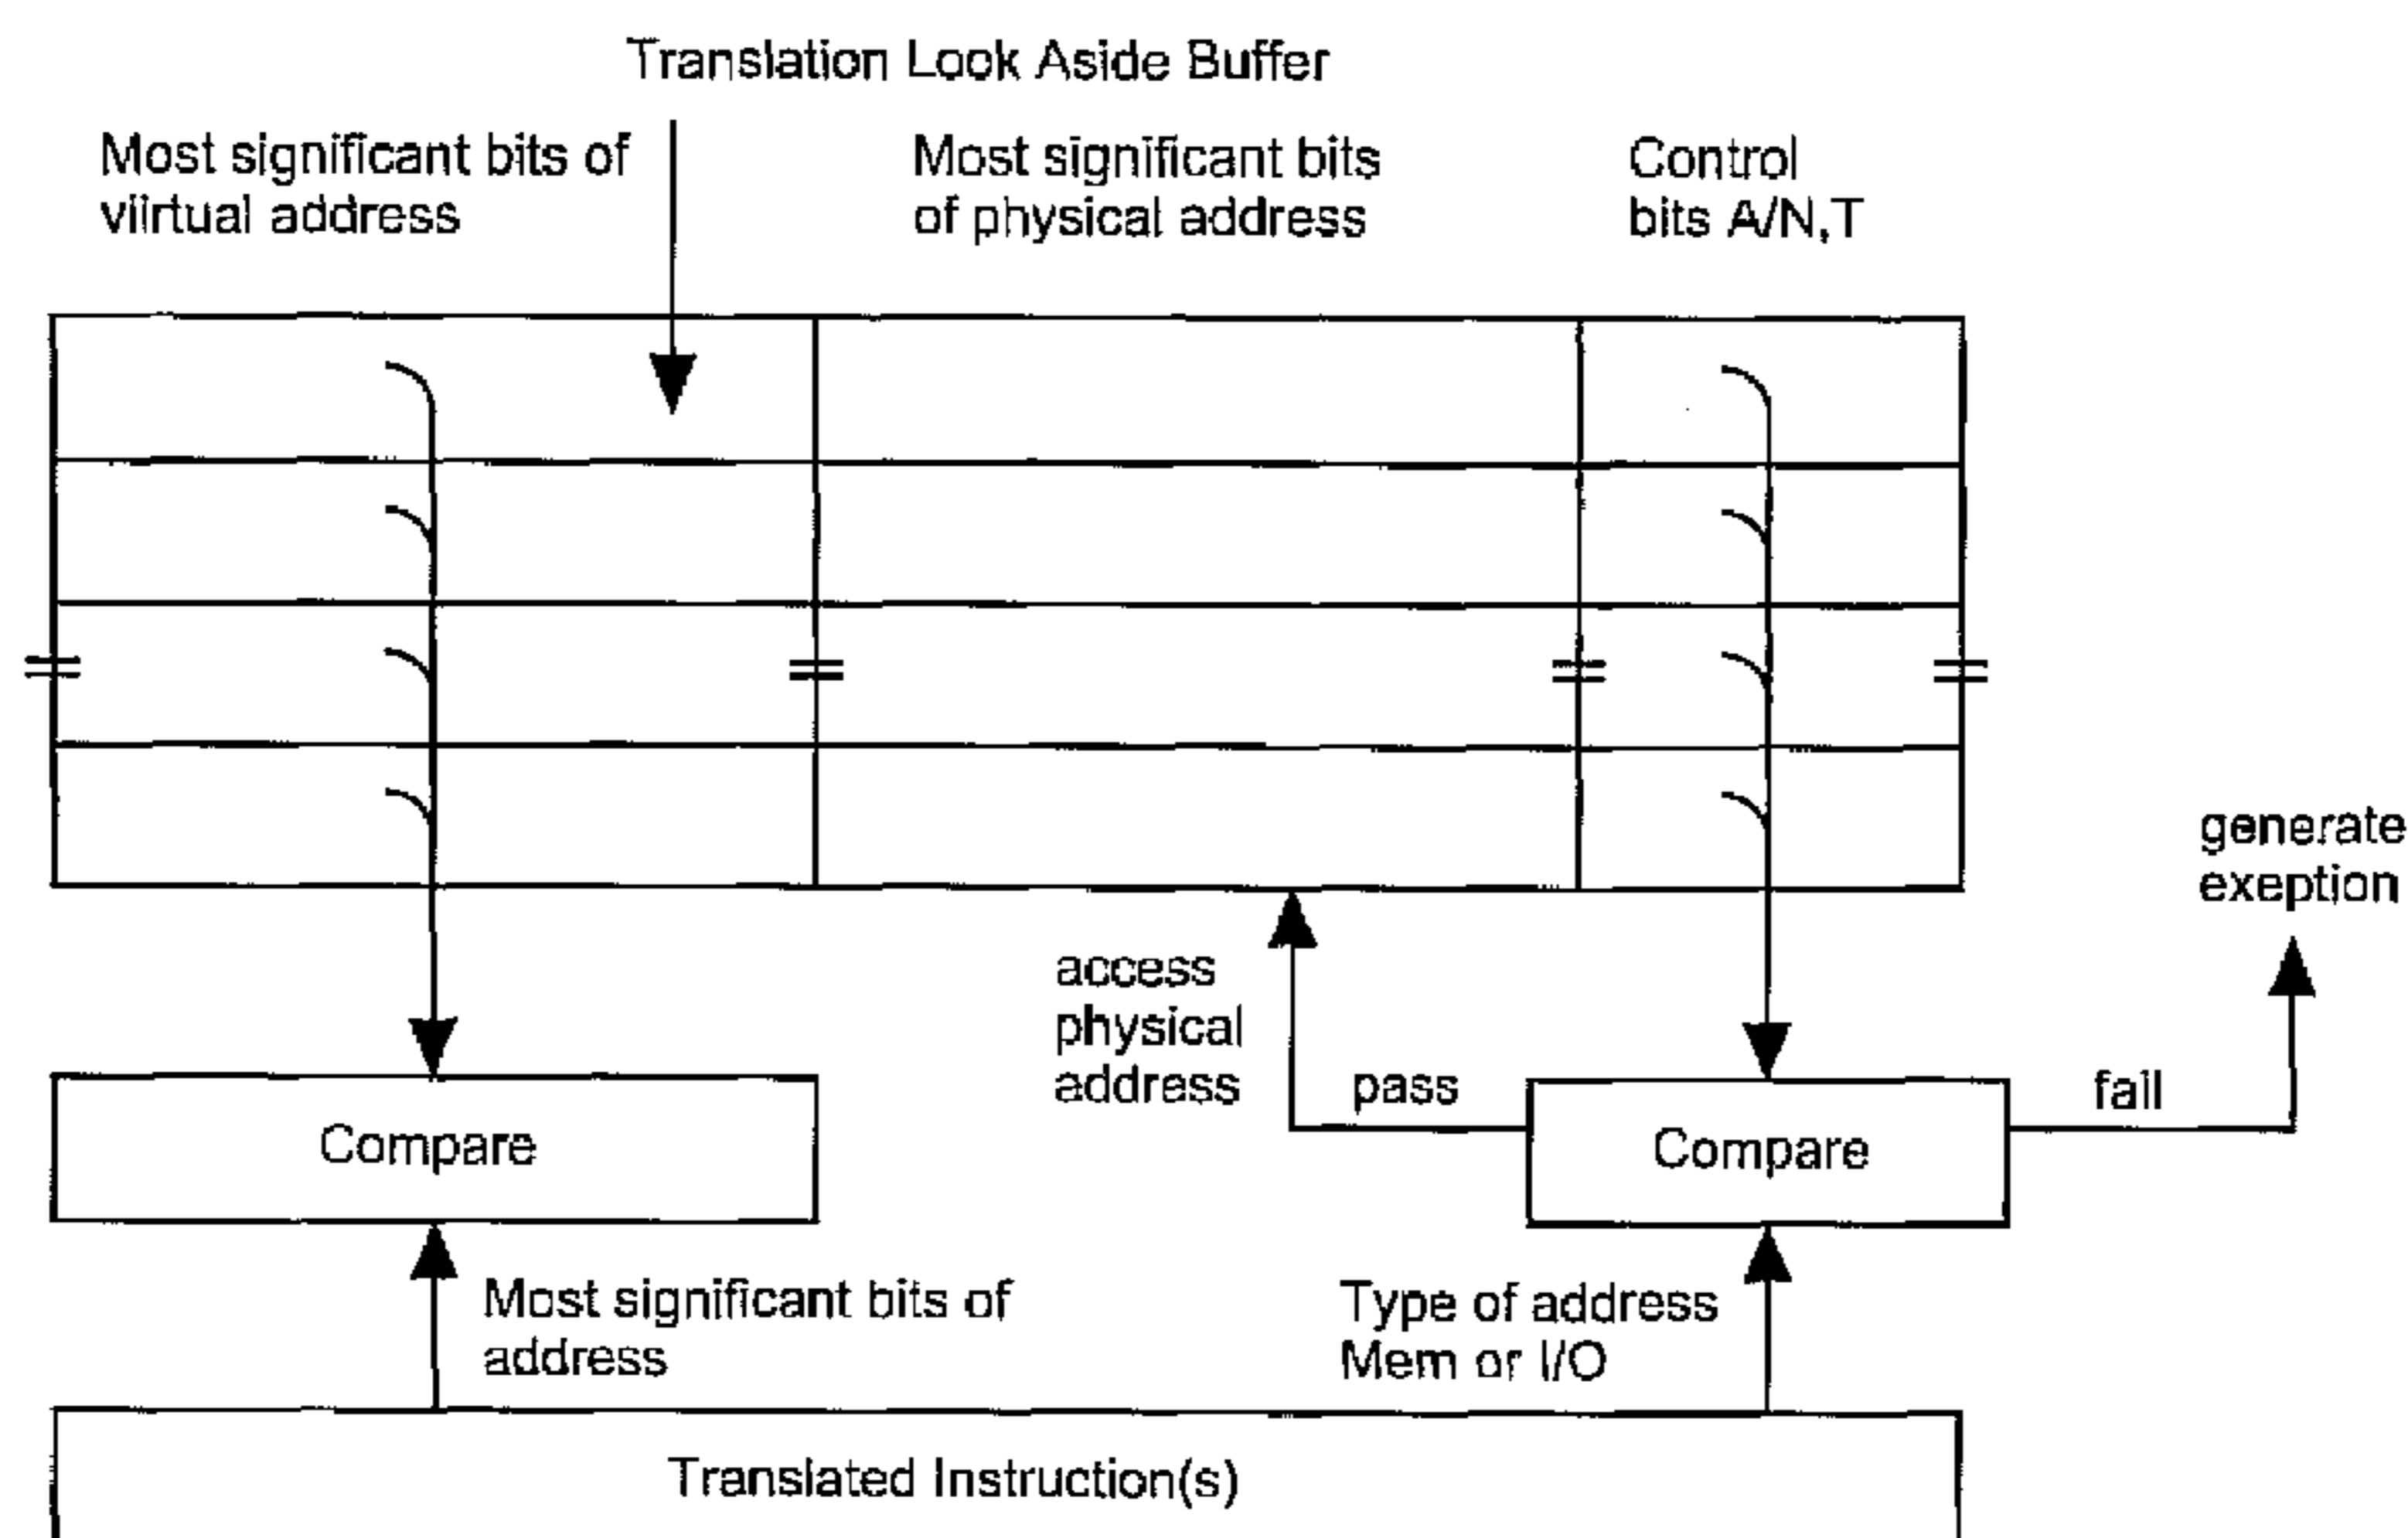 Translation Look Aside Buffer
Most significant bits of
viirtual address
Most significant bits
of physical address
Control
bits A/N,T
generate
exeption
access
physical
address
pass
fail
Compare
Compare
Most significant bits of
address
Type of address
Mem or I/O
Translated Instruction(s)